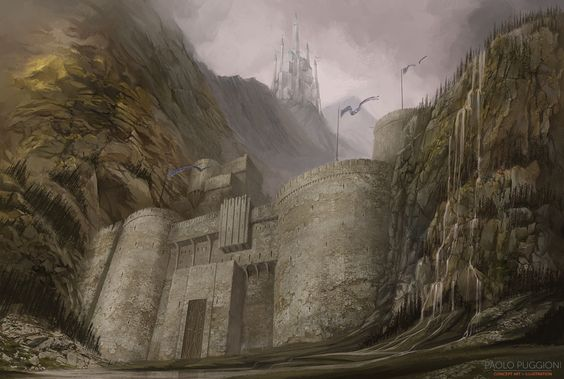 PAOLO PUGGIONI
CONCEPT ART + ILLUSTRATION